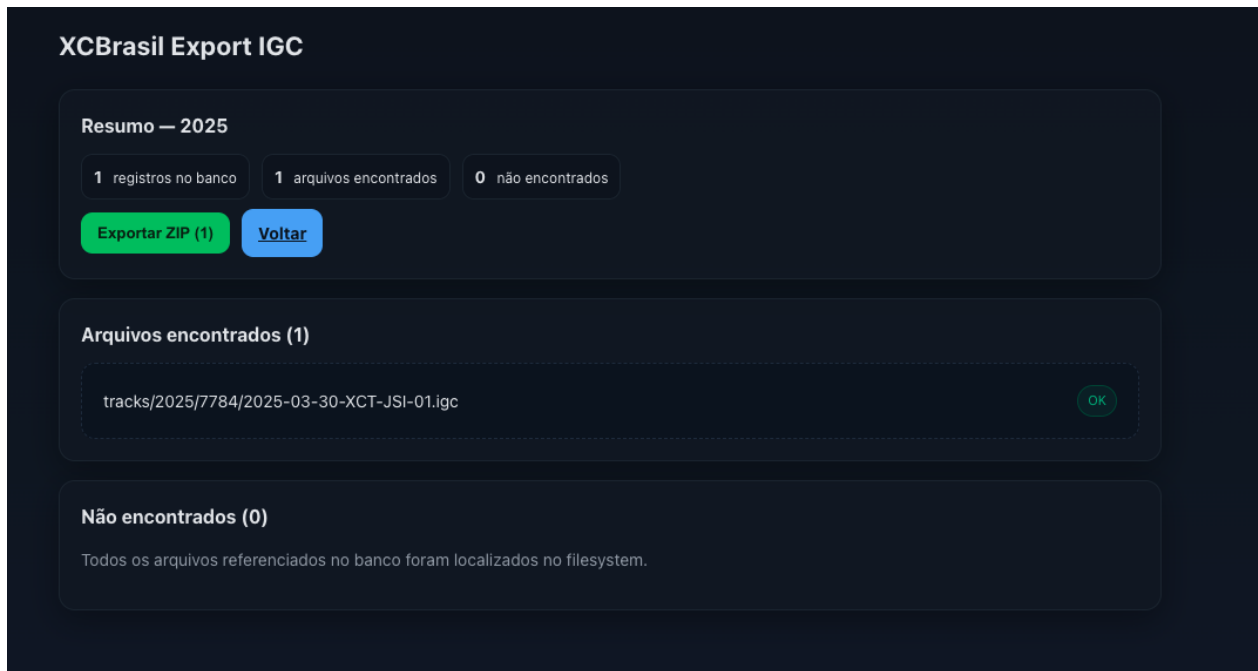 XCBrasil Export IGC
Resumo — 2025
1 registros no banco 1 arquivos encontrados 0 não encontrados
Exportar ZIP (1) Voltar
Arquivos encontrados (1)
tracks/2025/7784/2025-03-30-XCT-JSI-01.igc OK
Não encontrados (0)
Todos os arquivos referenciados no banco foram localizados no filesystem.